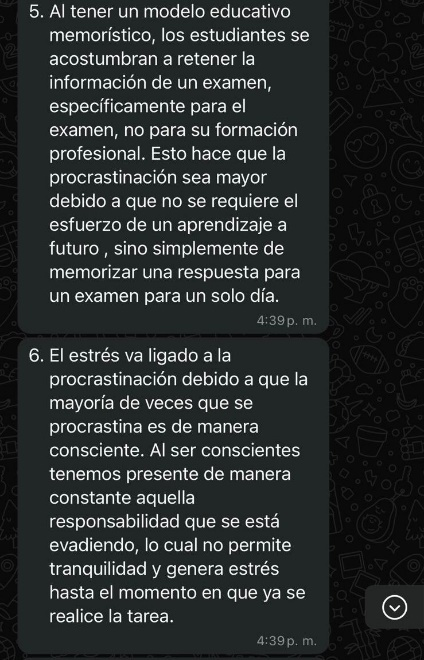 5. Al tener un modelo educativo
memorístico, los estudiantes se
acostumbran a retener la
información de un examen,
específicamente para el
examen, no para su formación
profesional. Esto hace que la
procrastinación sea mayor
debido a que no se requiere el
esfuerzo de un aprendizaje a
futuro , sino simplemente de
memorizar una respuesta para
un examen para un solo día.
4:39 p. m.
6. El estrés va ligado a la
procrastinación debido a que la
mayoría de veces que se
procrastina es de manera
consciente. Al ser conscientes
tenemos presente de manera
constante aquella
responsabilidad que se está
evadiendo, lo cual no permite
tranquilidad y genera estrés
hasta el momento en que ya se
realice la tarea.
4:39 p. m.